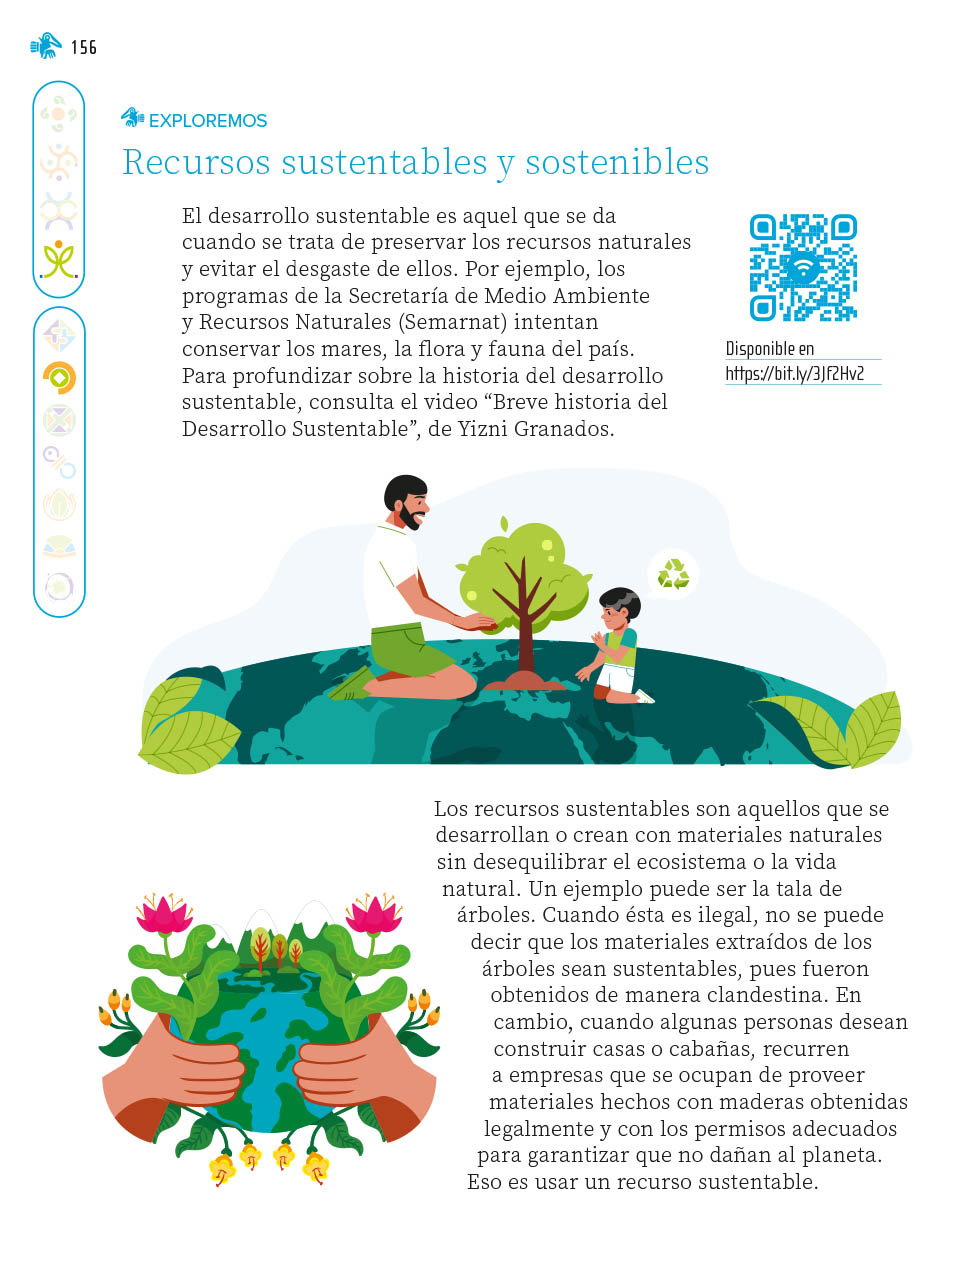 156
EXPLOREMOS
Recursos sustentables y sostenibles
El desarrollo sustentable es aquel que se da
cuando se trata de preservar los recursos naturales
y evitar el desgaste de ellos. Por ejemplo, los
programas de la Secretaría de Medio Ambiente
y Recursos Naturales (Semarnat) intentan
conservar los mares, la flora y fauna del país.
Para profundizar sobre la historia del desarrollo
sustentable, consulta el video “Breve historia del
Desarrollo Sustentable”, de Yizni Granados.
Disponible en
https://bit.ly/3Jf2Hv2
Los recursos sustentables son aquellos que se
desarrollan o crean con materiales naturales
sin desequilibrar el ecosistema o la vida
natural. Un ejemplo puede ser la tala de
árboles. Cuando ésta es ilegal, no se puede
decir que los materiales extraídos de los
árboles sean sustentables, pues fueron
obtenidos de manera clandestina. En
cambio, cuando algunas personas desean
construir casas o cabañas, recurren
a empresas que se ocupan de proveer
materiales hechos con maderas obtenidas
legalmente y con los permisos adecuados
para garantizar que no dañan al planeta.
Eso es usar un recurso sustentable.